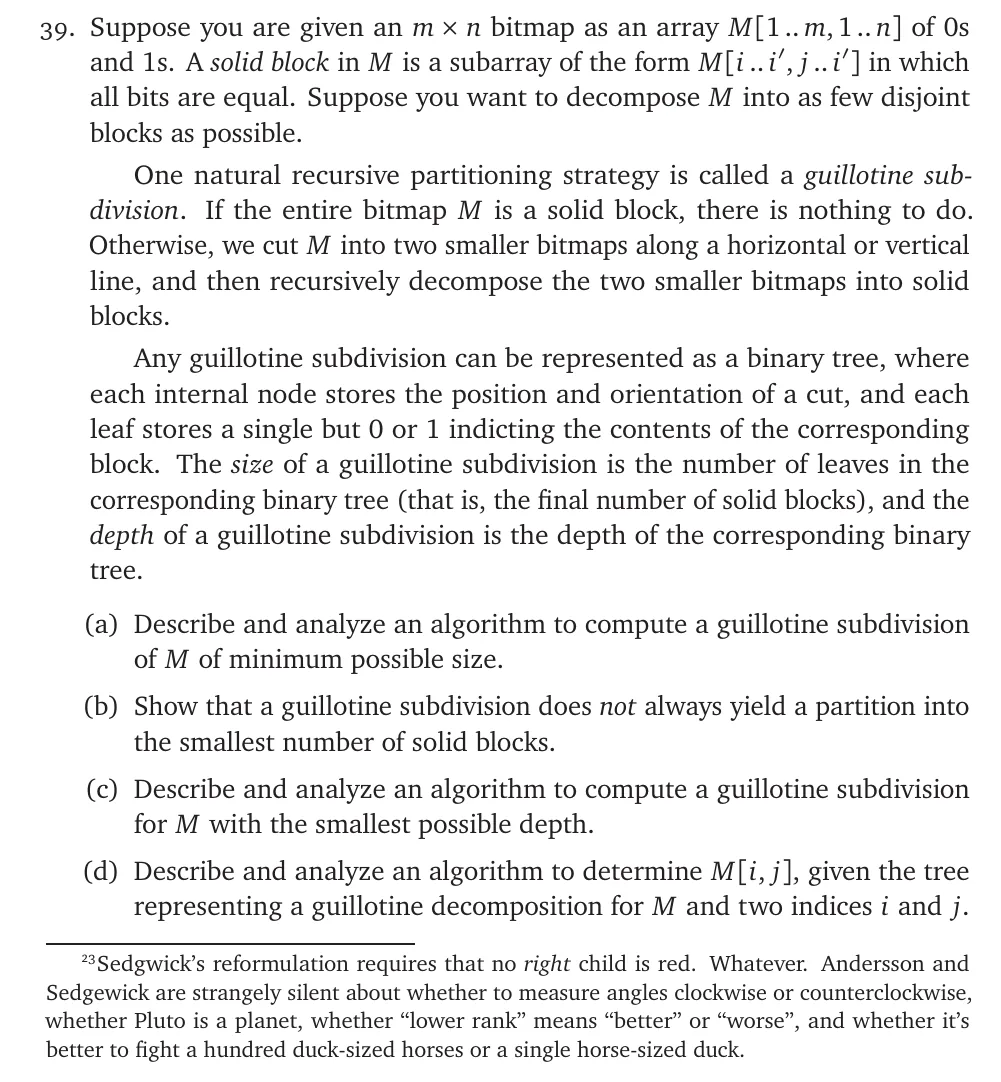 39. Suppose you are given an m × n bitmap as an array M[1 .. m, 1 .. n] of 0s
and 1s. A solid block in M is a subarray of the form M[i .. i′, j .. i′] in which
all bits are equal. Suppose you want to decompose M into as few disjoint
blocks as possible.
One natural recursive partitioning strategy is called a guillotine sub-
division. If the entire bitmap M is a solid block, there is nothing to do.
Otherwise, we cut M into two smaller bitmaps along a horizontal or vertical
line, and then recursively decompose the two smaller bitmaps into solid
blocks.
Any guillotine subdivision can be represented as a binary tree, where
each internal node stores the position and orientation of a cut, and each
leaf stores a single but 0 or 1 indicting the contents of the corresponding
block. The size of a guillotine subdivision is the number of leaves in the
corresponding binary tree (that is, the final number of solid blocks), and the
depth of a guillotine subdivision is the depth of the corresponding binary
tree.
(a) Describe and analyze an algorithm to compute a guillotine subdivision
of M of minimum possible size.
(b) Show that a guillotine subdivision does not always yield a partition into
the smallest number of solid blocks.
(c) Describe and analyze an algorithm to compute a guillotine subdivision
for M with the smallest possible depth.
(d) Describe and analyze an algorithm to determine M[i, j], given the tree
representing a guillotine decomposition for M and two indices i and j.
²³Sedgwick’s reformulation requires that no right child is red. Whatever. Andersson and
Sedgewick are strangely silent about whether to measure angles clockwise or counterclockwise,
whether Pluto is a planet, whether “lower rank” means “better” or “worse”, and whether it’s
better to fight a hundred duck-sized horses or a single horse-sized duck.